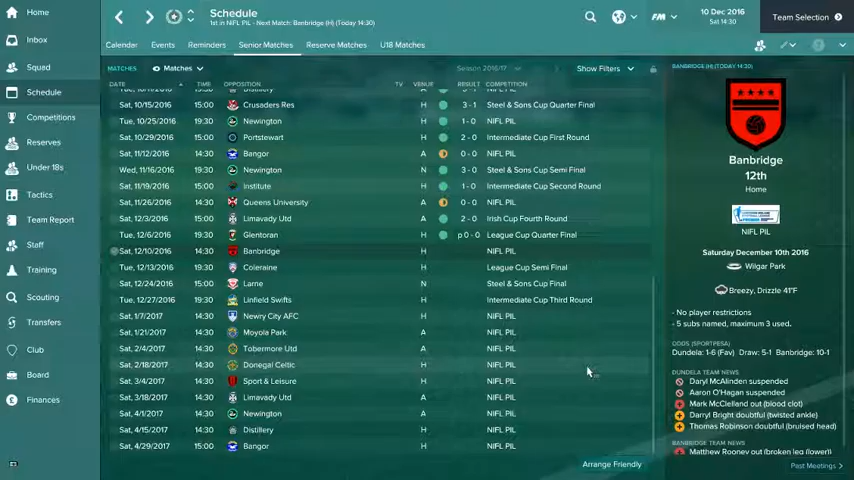 Home
Inbox
Squad
Schedule
Competitions
Reserves
Under 18s
Tactics
Team Report
Staff
Training
Scouting
Transfers
Club
Board
Finances
Schedule
1st in NIFL PIL - Next Match: Banbridge (H) (Today 14:30)
FM
10 Dec 2016
Sat 14:30
Team Selection
Calendar Events Reminders Senior Matches Reserve Matches U18 Matches
MATCHES Matches Season 2016/17 Show Filters
DATE TIME OPPOSITION TV VENUE RESULT COMPETITION
Sat, 10/15/2016 15:00 Crusaders Res H 3 - 1 Steel & Sons Cup Quarter Final
Tue, 10/25/2016 19:30 Newington H 1 - 0 NIFL PIL
Sat, 10/29/2016 15:00 Portstewart H 2 - 0 Intermediate Cup First Round
Sat, 11/12/2016 14:30 Bangor A 0 - 0 NIFL PIL
Wed, 11/16/2016 19:30 Newington N 3 - 0 Steel & Sons Cup Semi Final
Sat, 11/19/2016 15:00 Institute H 1 - 0 Intermediate Cup Second Round
Sat, 11/26/2016 14:30 Queens University A 0 - 0 NIFL PIL
Sat, 12/3/2016 15:00 Limavady Utd A 2 - 0 Irish Cup Fourth Round
Tue, 12/6/2016 19:30 Glentoran H p 0 - 0 League Cup Quarter Final
Sat, 12/10/2016 14:30 Banbridge H NIFL PIL
Tue, 12/13/2016 19:30 Coleraine H League Cup Semi Final
Sat, 12/24/2016 15:00 Larne N Steel & Sons Cup Final
Tue, 12/27/2016 19:30 Linfield Swifts H Intermediate Cup Third Round
Sat, 1/7/2017 14:30 Newry City AFC H NIFL PIL
Sat, 1/21/2017 14:30 Moyola Park A NIFL PIL
Sat, 2/4/2017 14:30 Tobermore Utd A NIFL PIL
Sat, 2/18/2017 14:30 Donegal Celtic H NIFL PIL
Sat, 3/4/2017 14:30 Sport & Leisure H NIFL PIL
Sat, 3/18/2017 14:30 Limavady Utd A NIFL PIL
Sat, 4/1/2017 14:30 Newington A NIFL PIL
Sat, 4/15/2017 14:30 Distillery H NIFL PIL
Sat, 4/29/2017 15:00 Bangor H NIFL PIL
Arrange Friendly
BANBRIDGE (H) (TODAY 14:30)
Banbridge
12th
Home
NIFL PIL
Saturday December 10th 2016
Wilgar Park
Breezy, Drizzle 41°F
- No player restrictions
- 5 subs named, maximum 3 used.
ODDS (SPORTPESA)
Dundela: 1-6 (Fav) Draw: 5-1 Banbridge: 10-1
DUNDELA TEAM NEWS
Daryl McAlinden suspended
Aaron O'Hagan suspended
Mark McClelland out (blood clot)
Darryl Bright doubtful (twisted ankle)
Thomas Robinson doubtful (bruised head)
BANBRIDGE TEAM NEWS
Matthew Rooney out (broken leg (lower))
Past Meetings